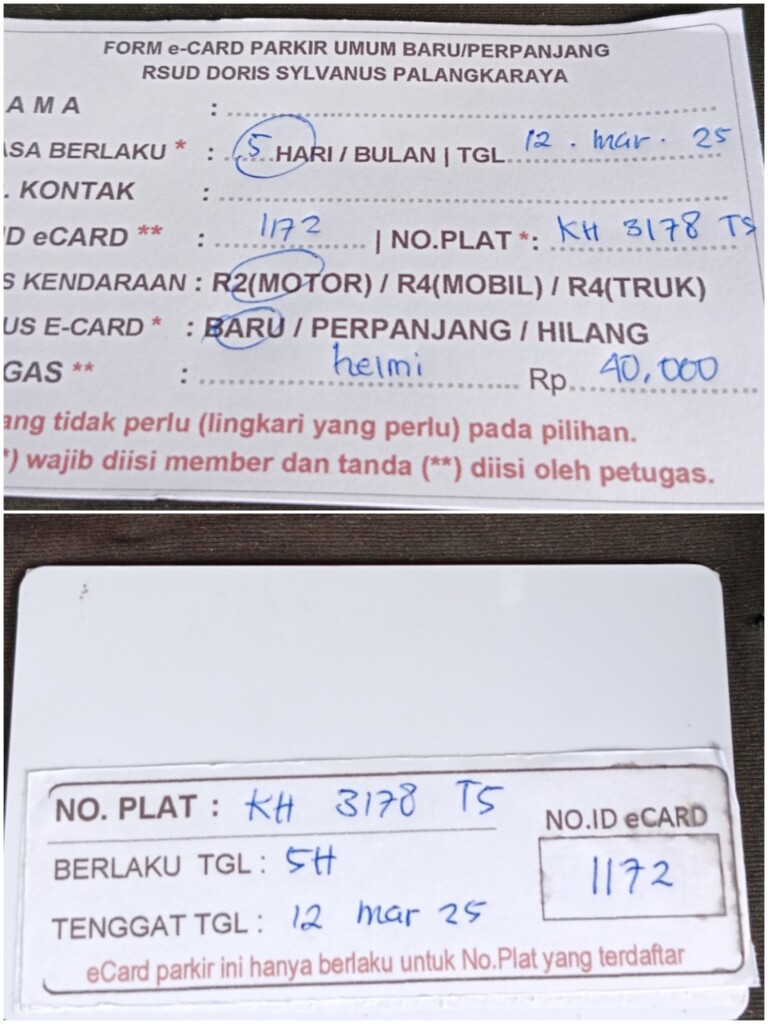 FORM e-CARD PARKIR UMUM BARU/PERPANJANG
RSUD DORIS SYLVANUS PALANGKARAYA
AMA :
ASA BERLAKU * : 5 HARI / BULAN | TGL 12 . Mar . 25
. KONTAK :
D eCARD ** : 1172 | NO.PLAT *: KH 3178 TS
S KENDARAAN : R2(MOTOR) / R4(MOBIL) / R4(TRUK)
US E-CARD * : BARU / PERPANJANG / HILANG
GAS ** : helmi Rp. 40,000
ang tidak perlu (lingkari yang perlu) pada pilihan.
*) wajib diisi member dan tanda (**) diisi oleh petugas.
NO. PLAT : KH 3178 TS
BERLAKU TGL : 5H
TENGGAT TGL : 12 Mar 25
NO.ID eCARD
1172
eCard parkir ini hanya berlaku untuk No.Plat yang terdaftar